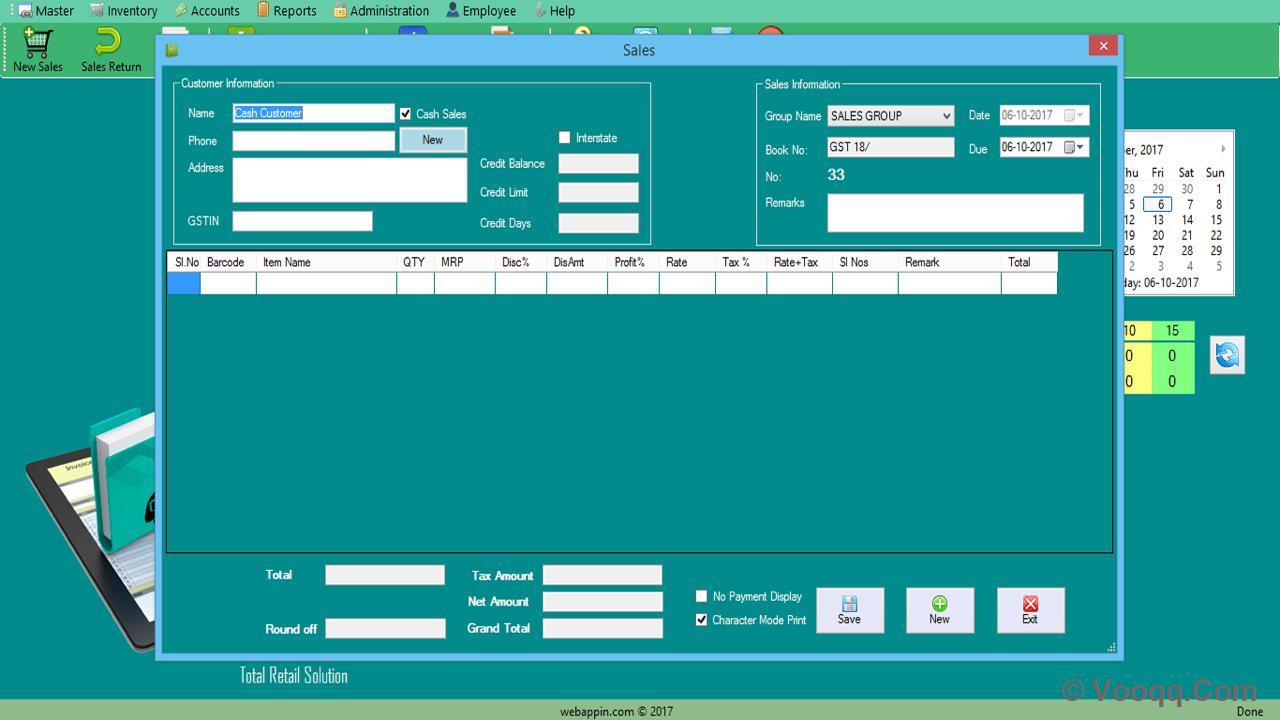 Master Inventory Accounts Reports Administration Employee Help
New Sales Sales Return
Sales
Customer Information
Name Cash Customer Cash Sales
Phone New
Interstate
Address
Credit Balance
Credit Limit
GSTIN
Credit Days
Sales Information
Group Name SALES GROUP Date 06-10-2017
Book No: GST 18/ Due 06-10-2017
No: 33
Remarks
er, 2017
Thu Fri Sat Sun
28 29 30 1
5 6 7 8
12 13 14 15
19 20 21 22
26 27 28 29
2 3 4 5
day: 06-10-2017
Sl.No Barcode Item Name QTY MRP Disc% DisAmt Profit% Rate Tax % Rate+Tax Sl Nos Remark Total
10 15
0 0
0 0
Invoice
Total Tax Amount
Net Amount
Round off Grand Total
No Payment Display
Character Mode Print
Save New Exit
Total Retail Solution
© Vooqq.Com
webappin.com © 2017 Done